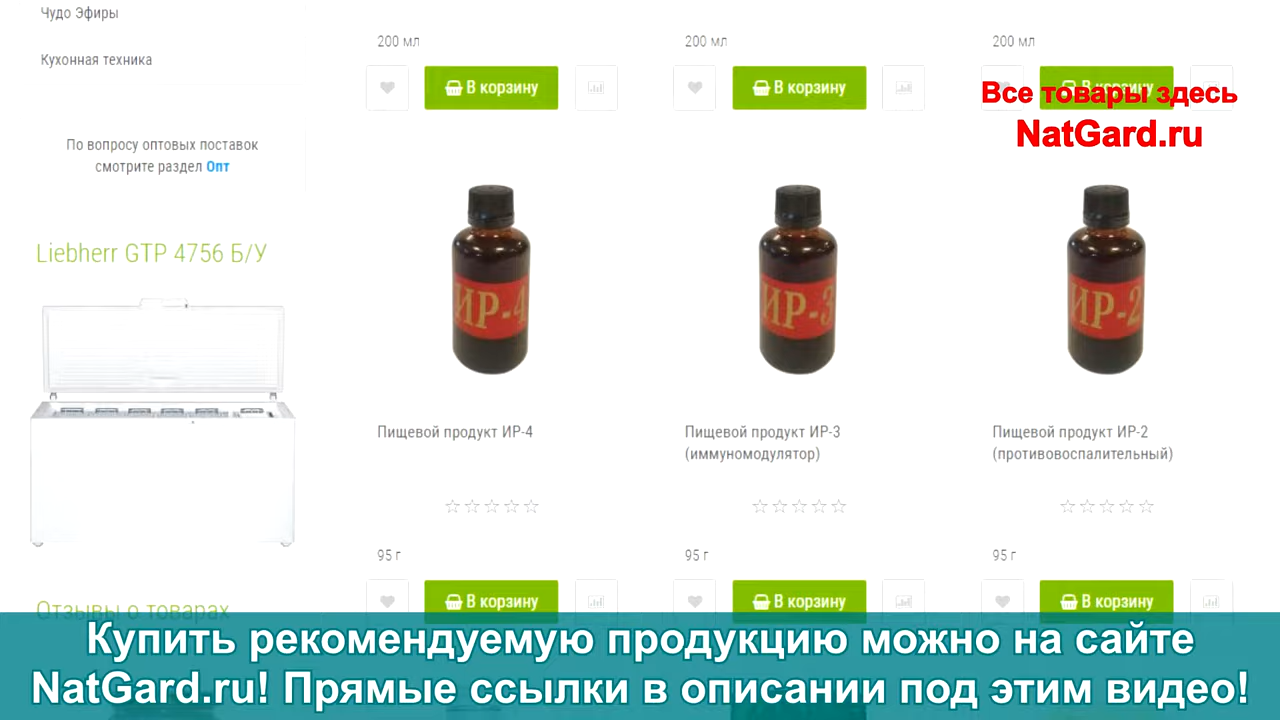 Чудо Эфиры
Кухонная техника
По вопросу оптовых поставок
смотрите раздел Опт
Liebherr GTP 4756 Б/У
Отзывы о товарах
200 мл
200 мл
200 мл
В корзину
В корзину
В корзину
Все товары здесь
NatGard.ru
ИР-4
ИР-3
ИР-2
Пищевой продукт ИР-4
Пищевой продукт ИР-3
(иммуномодулятор)
Пищевой продукт ИР-2
(противовоспалительный)
95 г
95 г
95 г
В корзину
В корзину
В корзину
Купить рекомендуемую продукцию можно на сайте
NatGard.ru! Прямые ссылки в описании под этим видео!